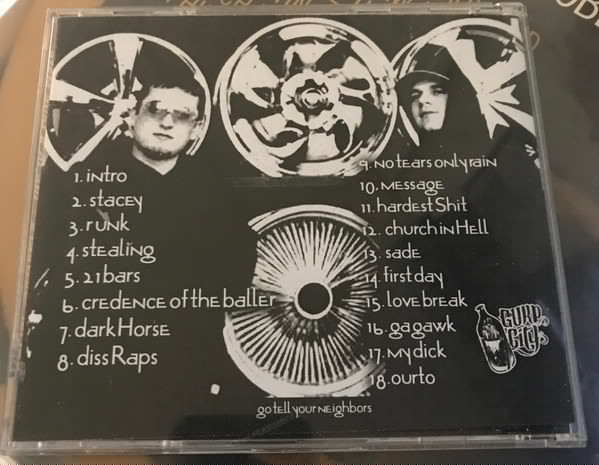 1. intro
2. stacey
3. runk
4. stealing
5. 21 bars
6. credence of the baller
7. dark Horse
8. diss Raps
9. no tears only rain
10. Message
11. hardest Shit
12. church in Hell
13. sade
14. first day
15. love break
16. gagawk
17. My dick
18. ourto
GURP
CITY
go tell your neighbors